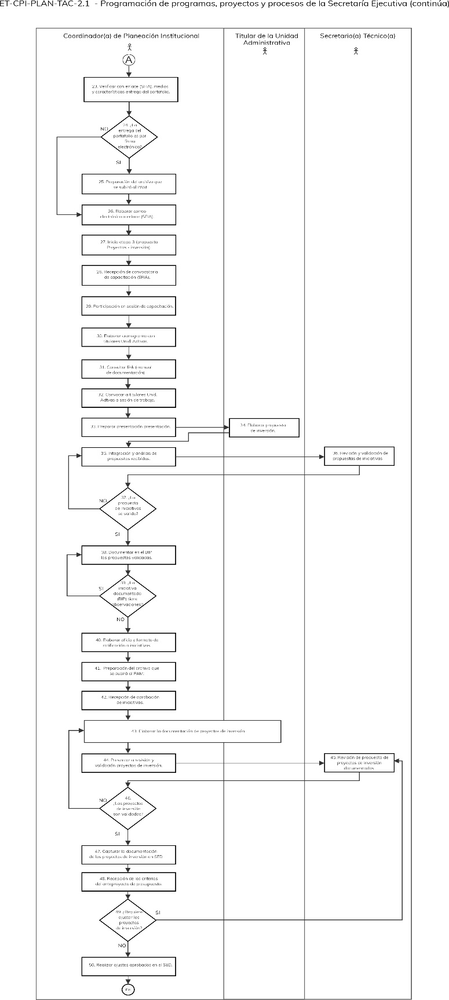 ET-CPI-PLAN-TAC-2.1 - Programación de programas, proyectos y procesos de la Secretaría Ejecutiva (continúa)
Coordinador(a) de Planeación Institucional
Titular de la Unidad
Administrativa
Secretario(a) Técnico(a)
A
23. Verificar con enlace (SFIA), medios
y características entrega del portafolio.
24. ¿La
entrega del
portafolio es por
firma
electrónica?
NO
SI
25. Preparación del archivo que
se subirá al PAM
26. Elaborar correo
electrónico a enlace (SFIA).
27. Inicia etapa 3 (propuesta
Proyectos - inversión)
28. Recepción de convocatoria
de capacitación (SFIA).
29. Participación en sesión de capacitación.
30. Elaborar cronograma con
titulares Unid. Adtvas.
31. Consultar link (manual
de documentación)
32. Convocar a titulares Unid.
Adtvas a sesión de trabajo.
33. Preparar presentación presentación.
34. Elaborar propuesta
de inversión.
35. Integración y análisis de
propuestas recibidas.
36. Revisión y validación de
propuestas de iniciativas
37. ¿La
propuesta
de iniciativas
se valida?
NO
SI
38. Documentar en el BIP
las propuestas validadas.
39. ¿La
iniciativa
documentada
(BIP) tiene
observaciones?
SI
NO
40. Elaborar oficio y formato de
ratificación a iniciativas.
41. Preparación del archivo que
se subirá al PAM:
42. Recepción de aprobación
de iniciativas.
43. Elaborar la documentación de proyectos de inversión
44. Presentar a revisión y
validación proyectos de inversión.
45. Revisión de propuesta de
proyectos de inversión
documentados
46.
¿Los proyectos
de inversión
son validados?
NO
SI
47. Capturar la documentación
de los proyectos de inversión en SED
48. Recepción de los criterios
del anteproyecto de presupuesto.
49. ¿Requiere
ajustar los
proyectos
de inversión?
SI
NO
50. Realizar ajustes aprobados en el SED.
Fin